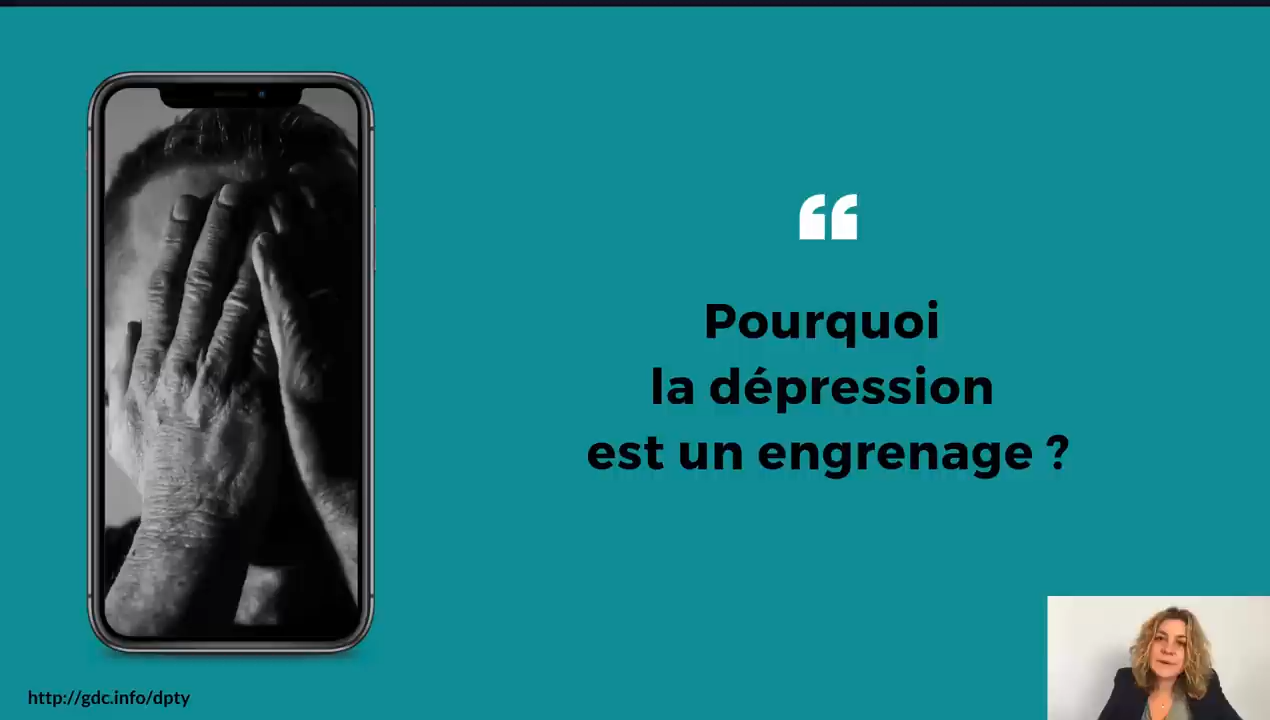 “
Pourquoi
la dépression
est un engrenage ?
http://gdc.info/dpty